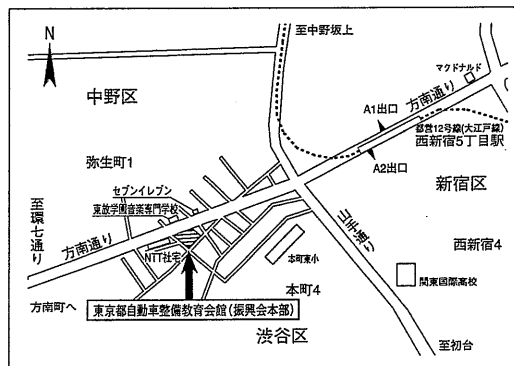 至中野坂上
N
マクドナルド
方南通り
中野区
A1出口
都営12号線(大江戸線)
西新宿5丁目駅
A2出口
弥生町1
新宿区
セブンイレブン
東放学園音楽専門学校
至環七通り
方南通り
山手通り
西新宿4
NTT社宅
本町東小
関東国際高校
方南町へ
本町4
東京都自動車整備教育会館(振興会本部)
渋谷区
至初台